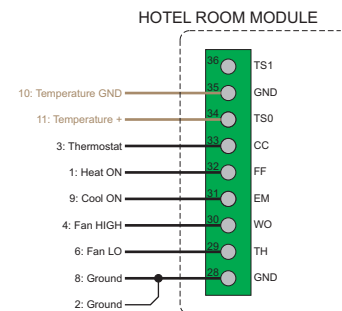 HOTEL ROOM MODULE
36 TS1
10: Temperature GND 35 GND
11: Temperature + 34 TS0
3: Thermostat 33 CC
1: Heat ON 32 FF
9: Cool ON 31 EM
4: Fan HIGH 30 WO
6: Fan LO 29 TH
8: Ground 28 GND
2: Ground